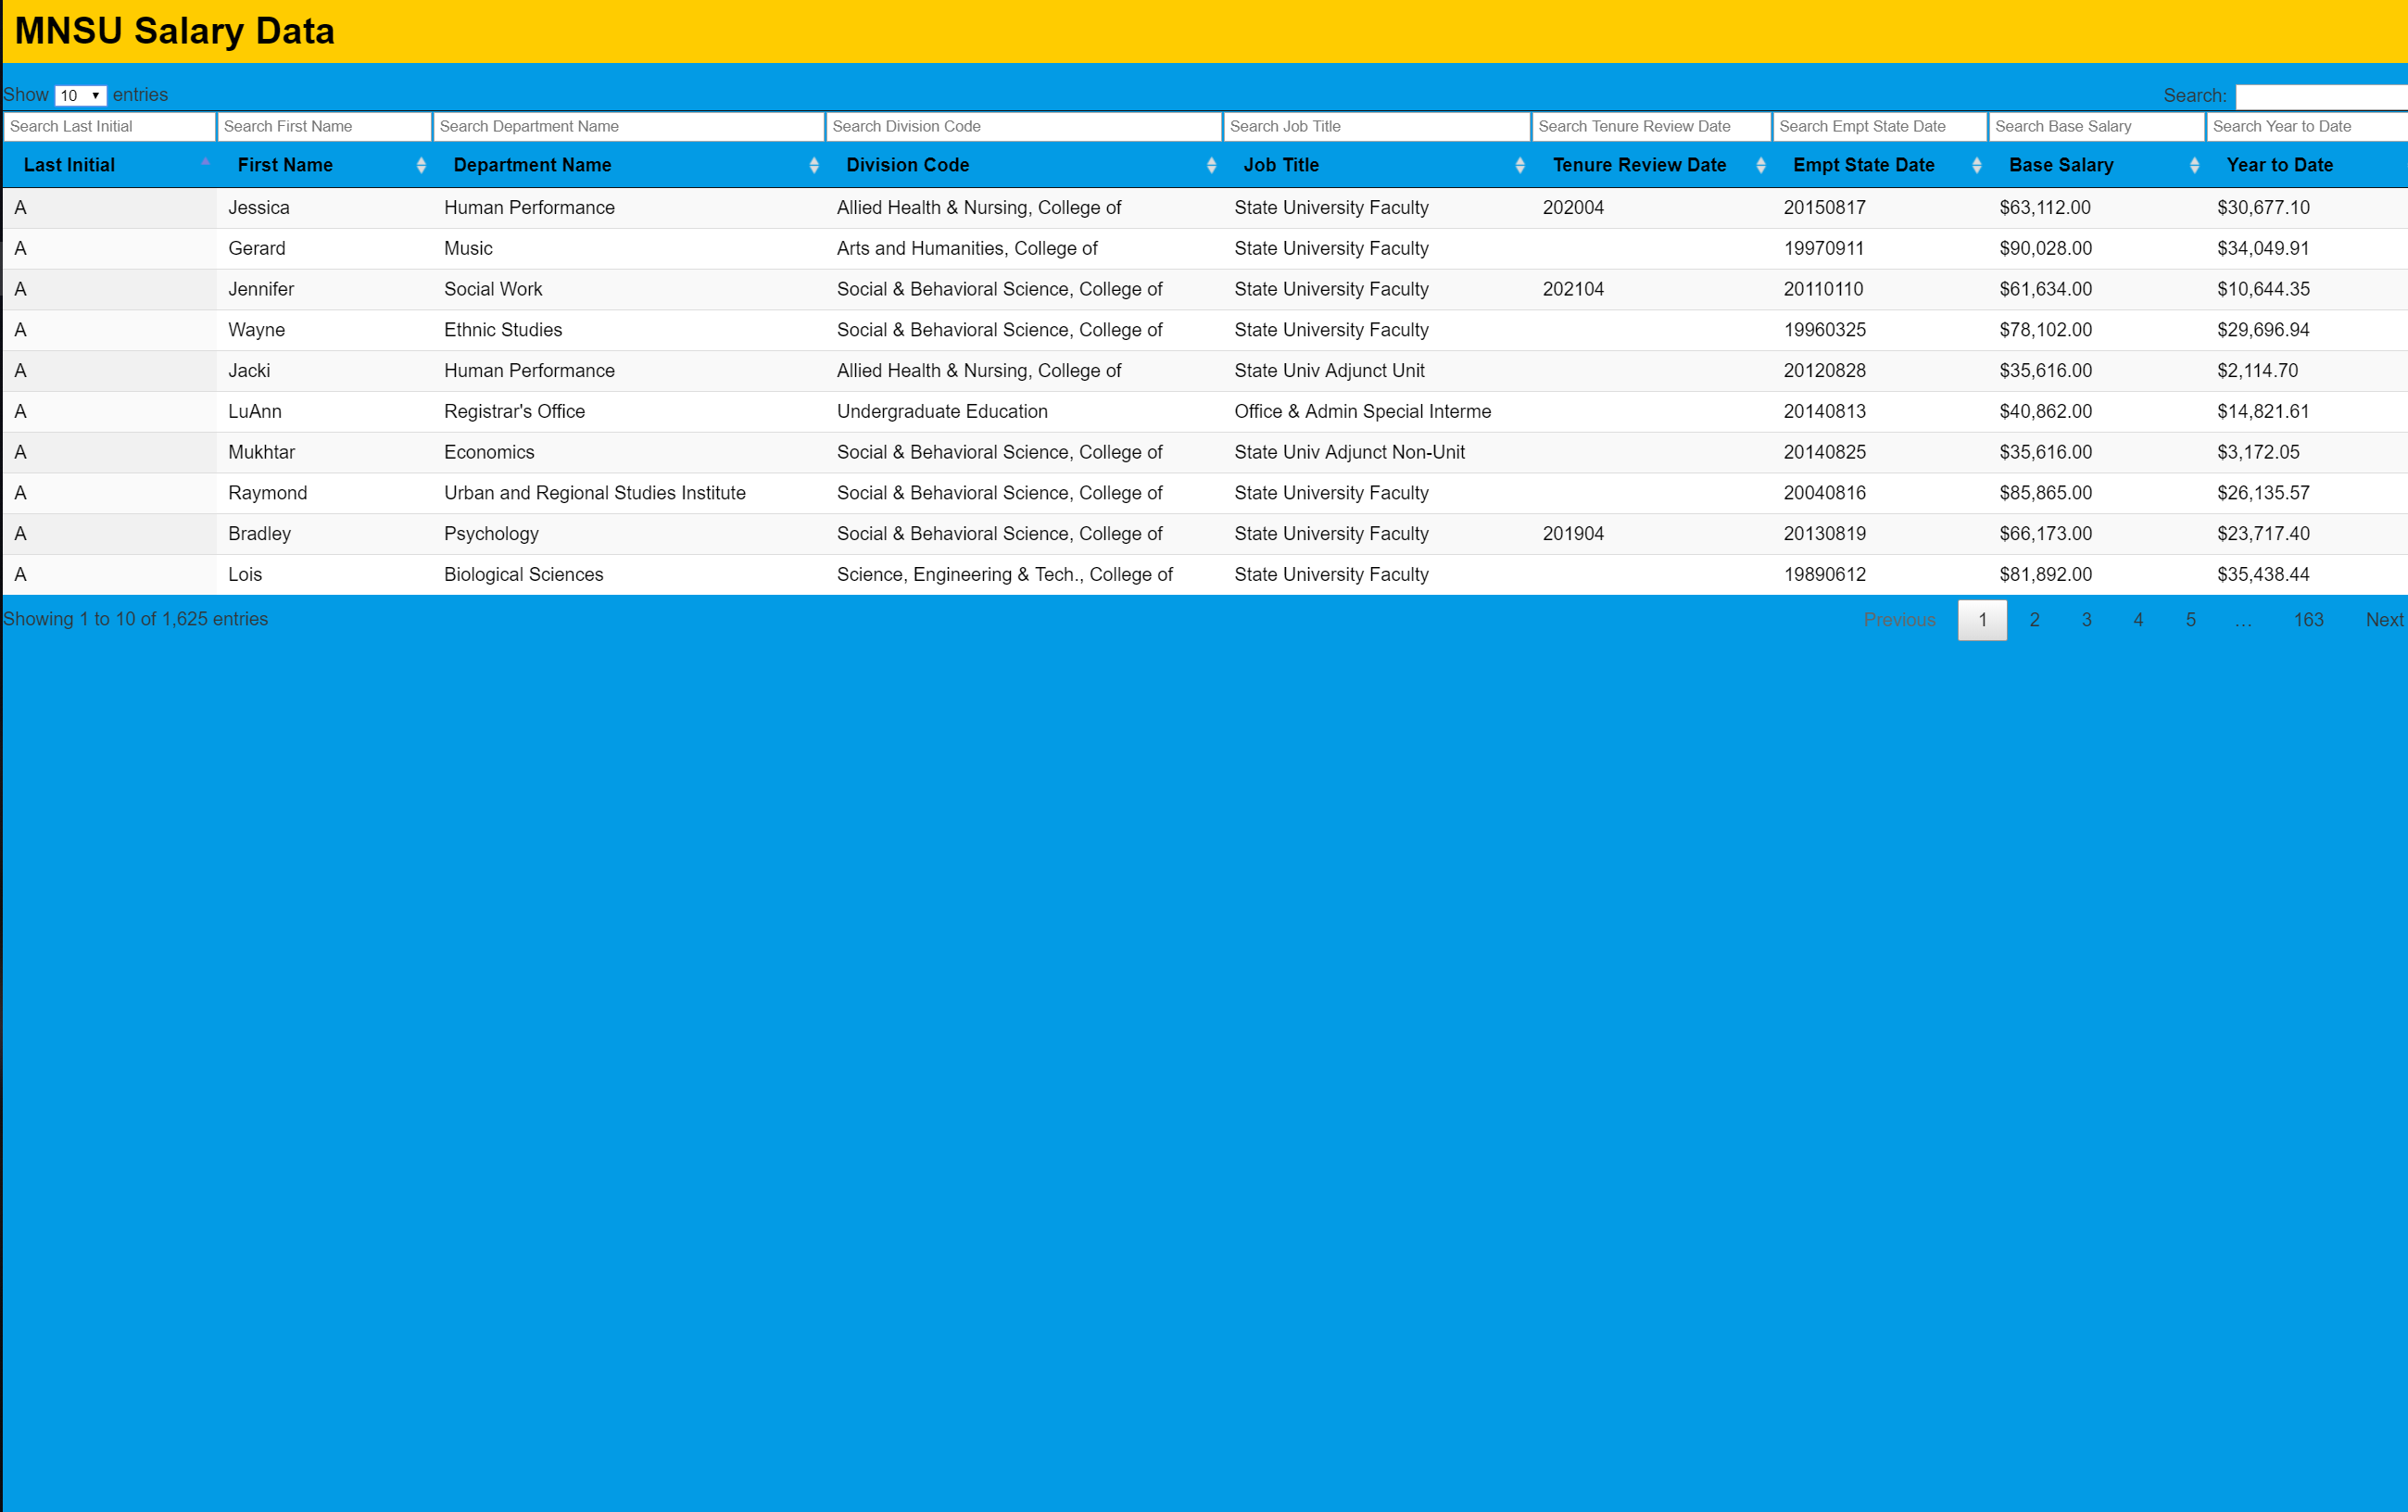 MNSU Salary Data
Show 10 entries Search:
Search Last Initial Search First Name Search Department Name Search Division Code Search Job Title Search Tenure Review Date Search Empt State Date Search Base Salary Search Year to Date
Last Initial First Name Department Name Division Code Job Title Tenure Review Date Empt State Date Base Salary Year to Date
A Jessica Human Performance Allied Health & Nursing, College of State University Faculty 202004 20150817 $63,112.00 $30,677.10
A Gerard Music Arts and Humanities, College of State University Faculty 19970911 $90,028.00 $34,049.91
A Jennifer Social Work Social & Behavioral Science, College of State University Faculty 202104 20110110 $61,634.00 $10,644.35
A Wayne Ethnic Studies Social & Behavioral Science, College of State University Faculty 19960325 $78,102.00 $29,696.94
A Jacki Human Performance Allied Health & Nursing, College of State Univ Adjunct Unit 20120828 $35,616.00 $2,114.70
A LuAnn Registrar's Office Undergraduate Education Office & Admin Special Interme 20140813 $40,862.00 $14,821.61
A Mukhtar Economics Social & Behavioral Science, College of State Univ Adjunct Non-Unit 20140825 $35,616.00 $3,172.05
A Raymond Urban and Regional Studies Institute Social & Behavioral Science, College of State University Faculty 20040816 $85,865.00 $26,135.57
A Bradley Psychology Social & Behavioral Science, College of State University Faculty 201904 20130819 $66,173.00 $23,717.40
A Lois Biological Sciences Science, Engineering & Tech., College of State University Faculty 19890612 $81,892.00 $35,438.44
Showing 1 to 10 of 1,625 entries Previous 1 2 3 4 5 … 163 Next